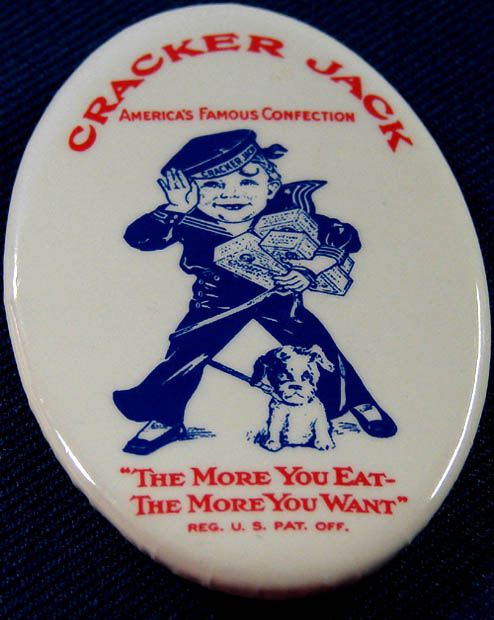 CRACKER JACK
AMERICA'S FAMOUS CONFECTION
CRACKER JACK
"THE MORE YOU EAT-
THE MORE YOU WANT"
REG. U. S. PAT. OFF.